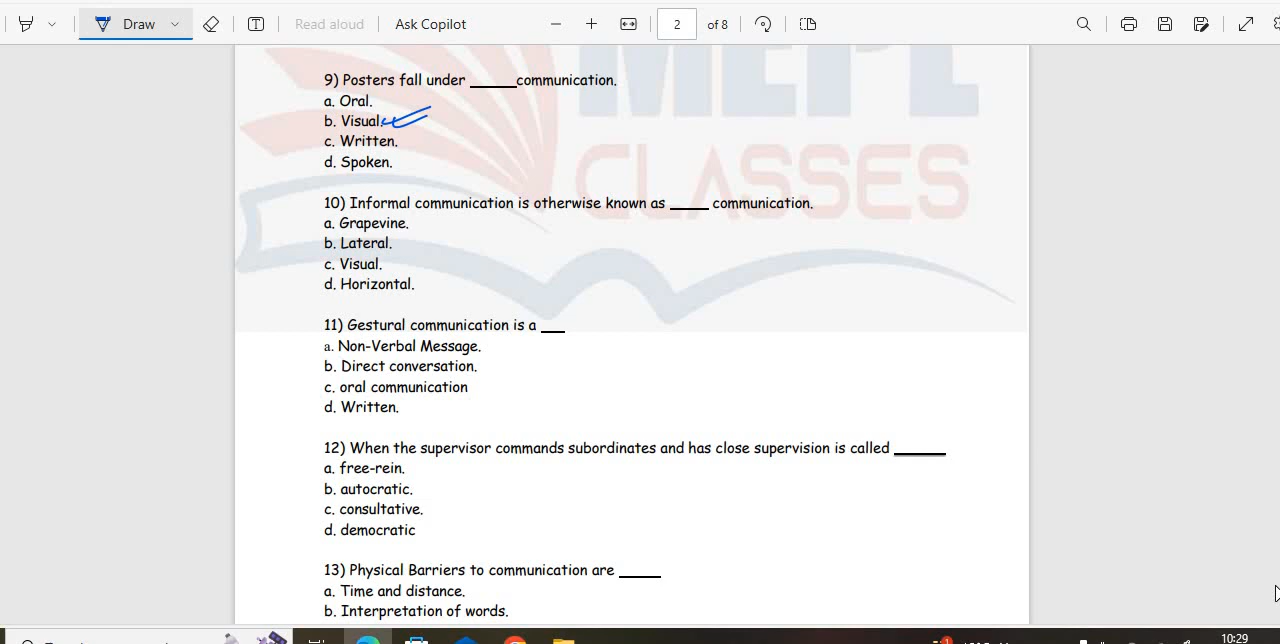 Draw
Read aloud
Ask Copilot
2 of 8
MEPL
CLASSES
9) Posters fall under ______communication.
a. Oral.
b. Visual.
c. Written.
d. Spoken.
10) Informal communication is otherwise known as _____ communication.
a. Grapevine.
b. Lateral.
c. Visual.
d. Horizontal.
11) Gestural communication is a ___
a. Non-Verbal Message.
b. Direct conversation.
c. oral communication
d. Written.
12) When the supervisor commands subordinates and has close supervision is called ______
a. free-rein.
b. autocratic.
c. consultative.
d. democratic
13) Physical Barriers to communication are _____
a. Time and distance.
b. Interpretation of words.
10:29